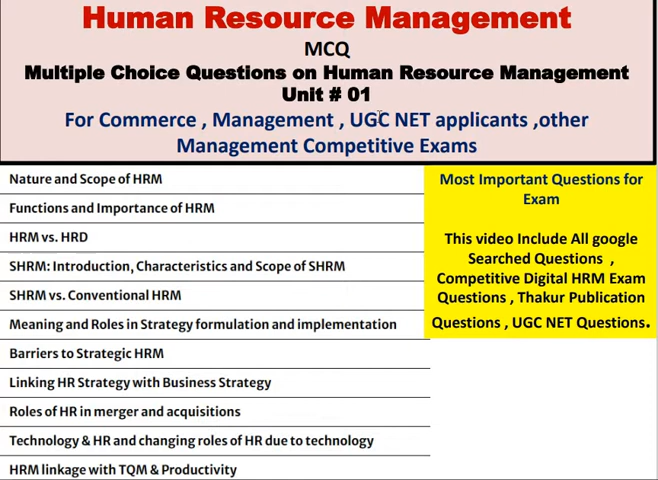 Human Resource Management
MCQ
Multiple Choice Questions on Human Resource Management
Unit # 01
For Commerce , Management , UGC NET applicants ,other
Management Competitive Exams
Nature and Scope of HRM
Functions and Importance of HRM
HRM vs. HRD
SHRM: Introduction, Characteristics and Scope of SHRM
SHRM vs. Conventional HRM
Meaning and Roles in Strategy formulation and implementation
Barriers to Strategic HRM
Linking HR Strategy with Business Strategy
Roles of HR in merger and acquisitions
Technology & HR and changing roles of HR due to technology
HRM linkage with TQM & Productivity
Most Important Questions for
Exam
This video Include All google
Searched Questions ,
Competitive Digital HRM Exam
Questions , Thakur Publication
Questions , UGC NET Questions.